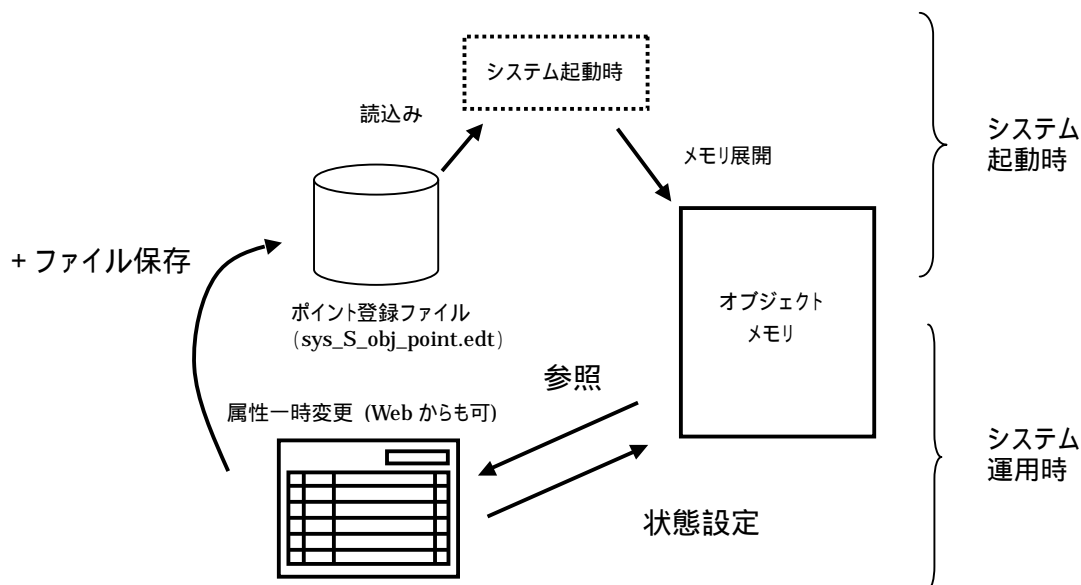 システム起動時
読込み
メモリ展開
システム
起動時
+ ファイル保存
オブジェクト
メモリ
ポイント登録ファイル
(sys_S_obj_point.edt)
参照
属性一時変更 (Web からも可)
システム
運用時
状態設定